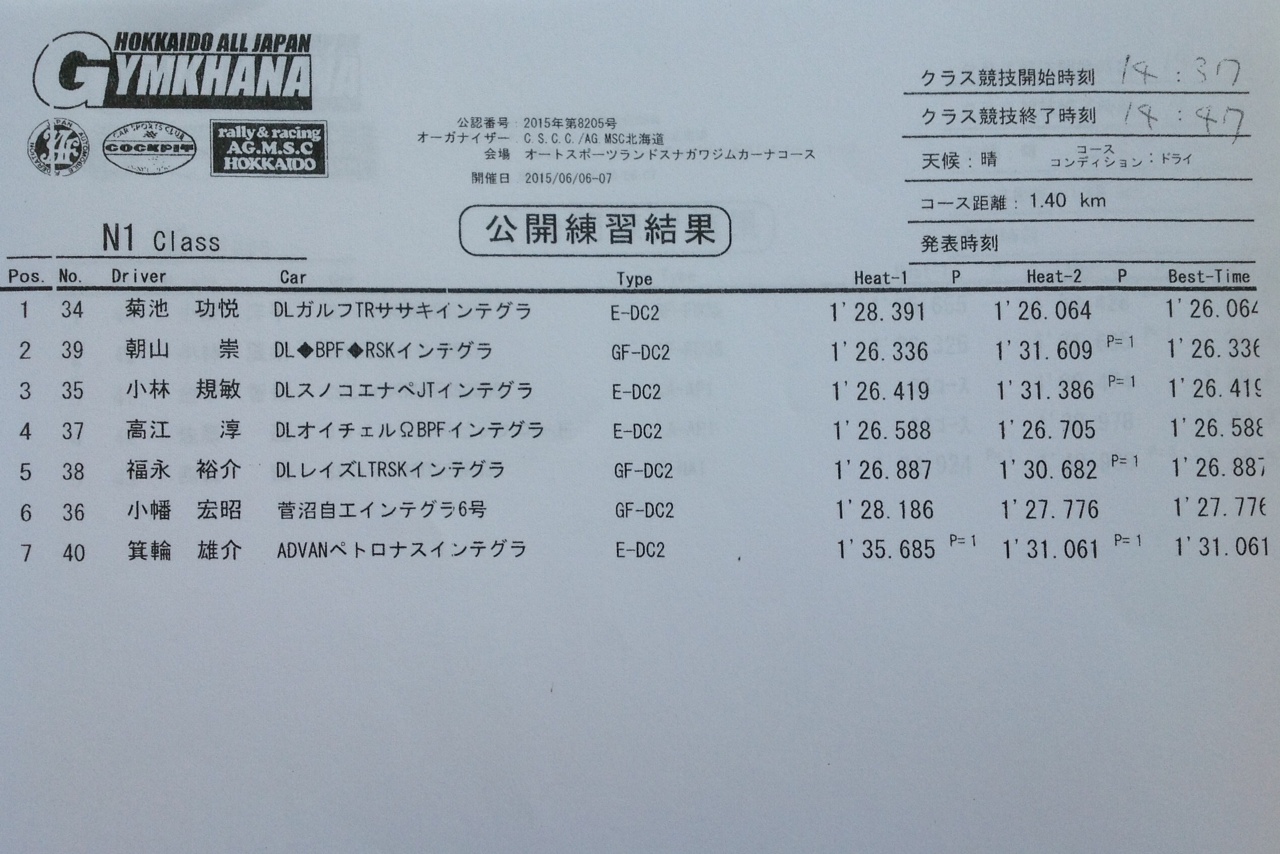 HOKKAIDO ALL JAPAN
GYMKHANA
CAR SPORTS CLUB
COCKPIT
rally & racing
AG.M.S.C
HOKKAIDO
公認番号 : 2015年第8205号
オーガナイザー C.S.C.C./AG.MSC北海道
会場 オートスポーツランドスナガワジムカーナコース
開催日 2015/06/06-07
クラス競技開始時刻 14:37
クラス競技終了時刻 14:47
天候 : 晴 コースコンディション : ドライ
コース距離 : 1.40 km
発表時刻
N1 Class
公開練習結果
Pos. No. Driver Car Type Heat-1 P Heat-2 P Best-Time
1 34 菊池 功悦 DLガルフTRササキインテグラ E-DC2 1'28.391 1'26.064 1'26.064
2 39 朝山 崇 DL◆BPF◆RSKインテグラ GF-DC2 1'26.336 1'31.609 P=1 1'26.336
3 35 小林 規敏 DLスノコエナペJTインテグラ E-DC2 1'26.419 1'31.386 P=1 1'26.419
4 37 高江 淳 DLオイチェルΩBPFインテグラ E-DC2 1'26.588 1'26.705 1'26.588
5 38 福永 裕介 DLレイズLTRSKインテグラ GF-DC2 1'26.887 1'30.682 P=1 1'26.887
6 36 小幡 宏昭 菅沼自工インテグラ6号 GF-DC2 1'28.186 1'27.776 1'27.776
7 40 箕輪 雄介 ADVANペトロナスインテグラ E-DC2 1'35.685 P=1 1'31.061 P=1 1'31.061